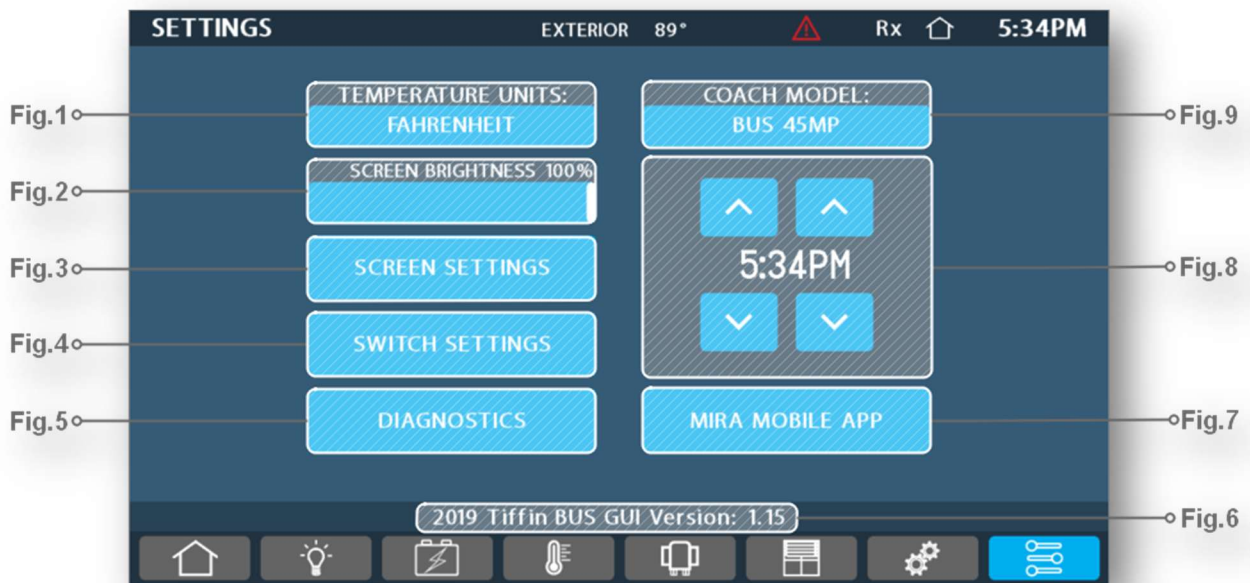 SETTINGS EXTERIOR 89° Rx 5:34PM
Fig.1
TEMPERATURE UNITS:
FAHRENHEIT
Fig.2
SCREEN BRIGHTNESS 100%
Fig.3
SCREEN SETTINGS
Fig.4
SWITCH SETTINGS
Fig.5
DIAGNOSTICS
COACH MODEL:
BUS 45MP
Fig.9
5:34PM
Fig.8
MIRA MOBILE APP
Fig.7
2019 Tiffin BUS GUI Version: 1.15
Fig.6